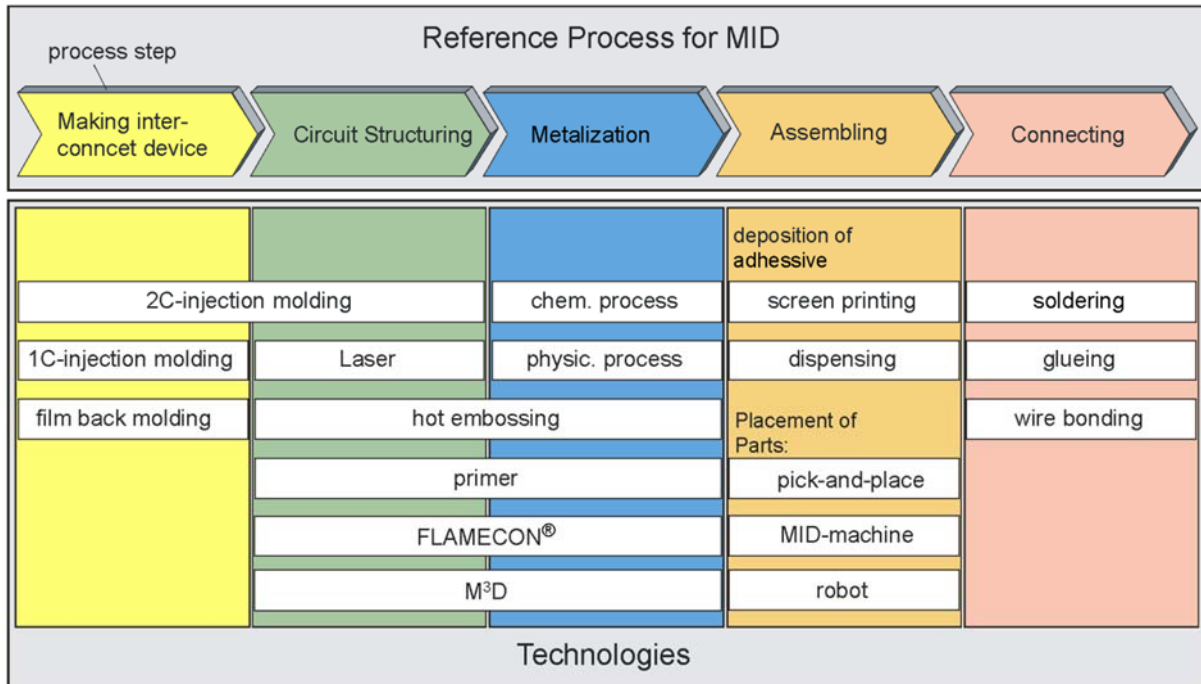 Reference Process for MID
process step
Making inter-
conncet device
Circuit Structuring
Metalization
Assembling
Connecting
deposition of
adhessive
2C-injection molding
chem. process
screen printing
soldering
1C-injection molding
Laser
physic. process
dispensing
glueing
film back molding
hot embossing
Placement of
Parts:
wire bonding
primer
pick-and-place
FLAMECON®
MID-machine
M³D
robot
Technologies